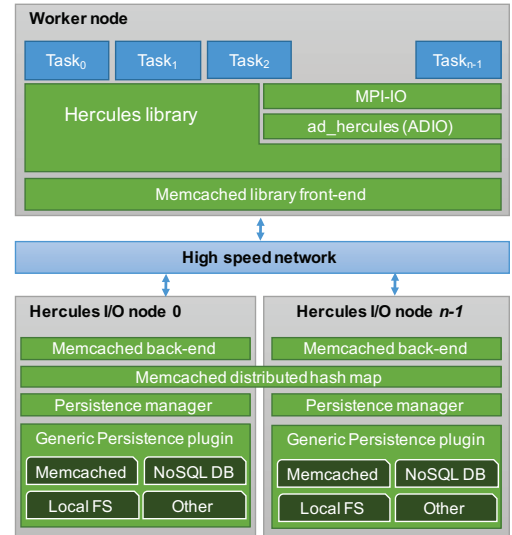 Worker node
Task0 Task1 Task2 Taskn-1
Hercules library
MPI-IO
ad_hercules (ADIO)
Memcached library front-end
High speed network
Hercules I/O node 0
Memcached back-end
Hercules I/O node n-1
Memcached back-end
Memcached distributed hash map
Persistence manager
Generic Persistence plugin
Memcached NoSQL DB
Local FS Other
Persistence manager
Generic Persistence plugin
Memcached NoSQL DB
Local FS Other